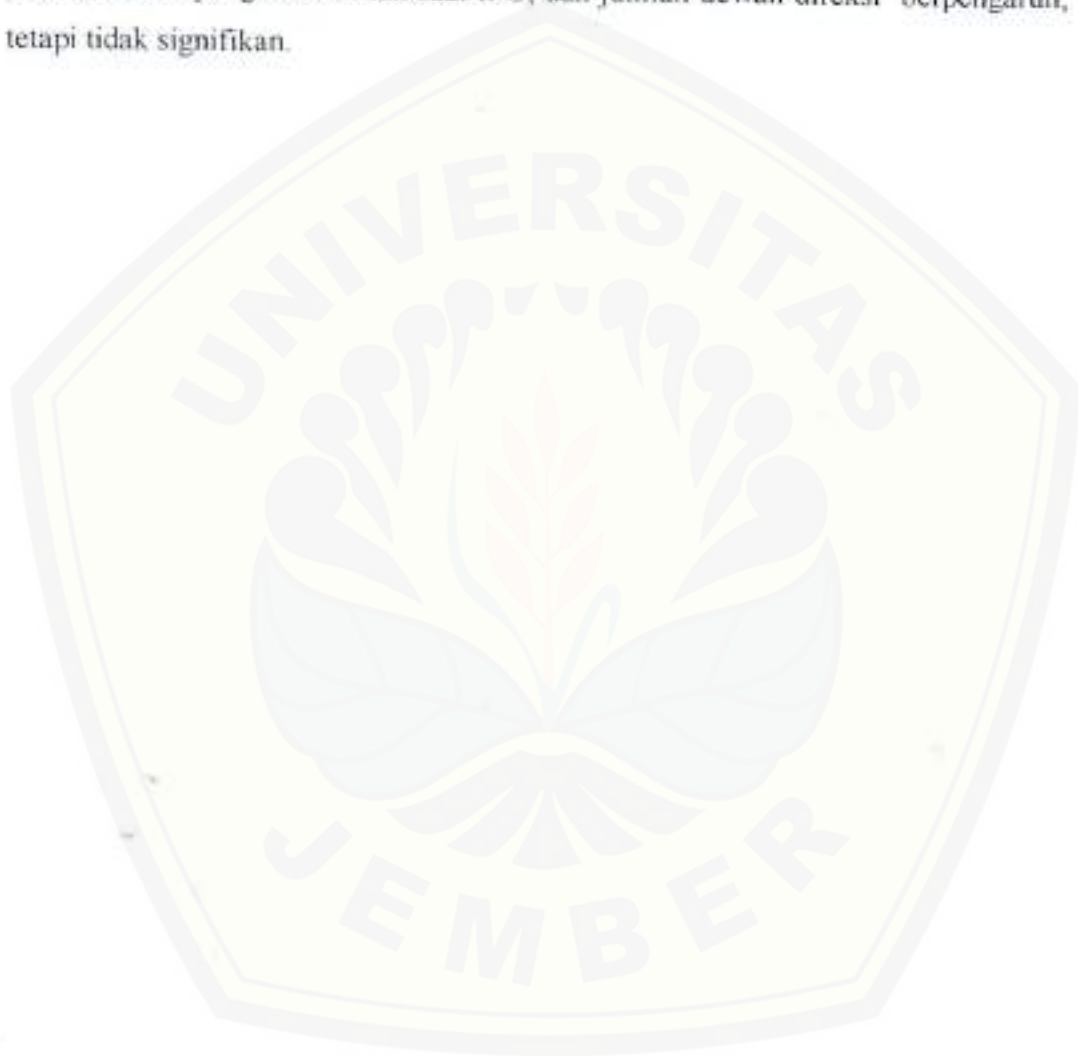 dan jumlah dewan direksi berpengaruh,
tetapi tidak signifikan.
UNIVERSITAS
JEMBER